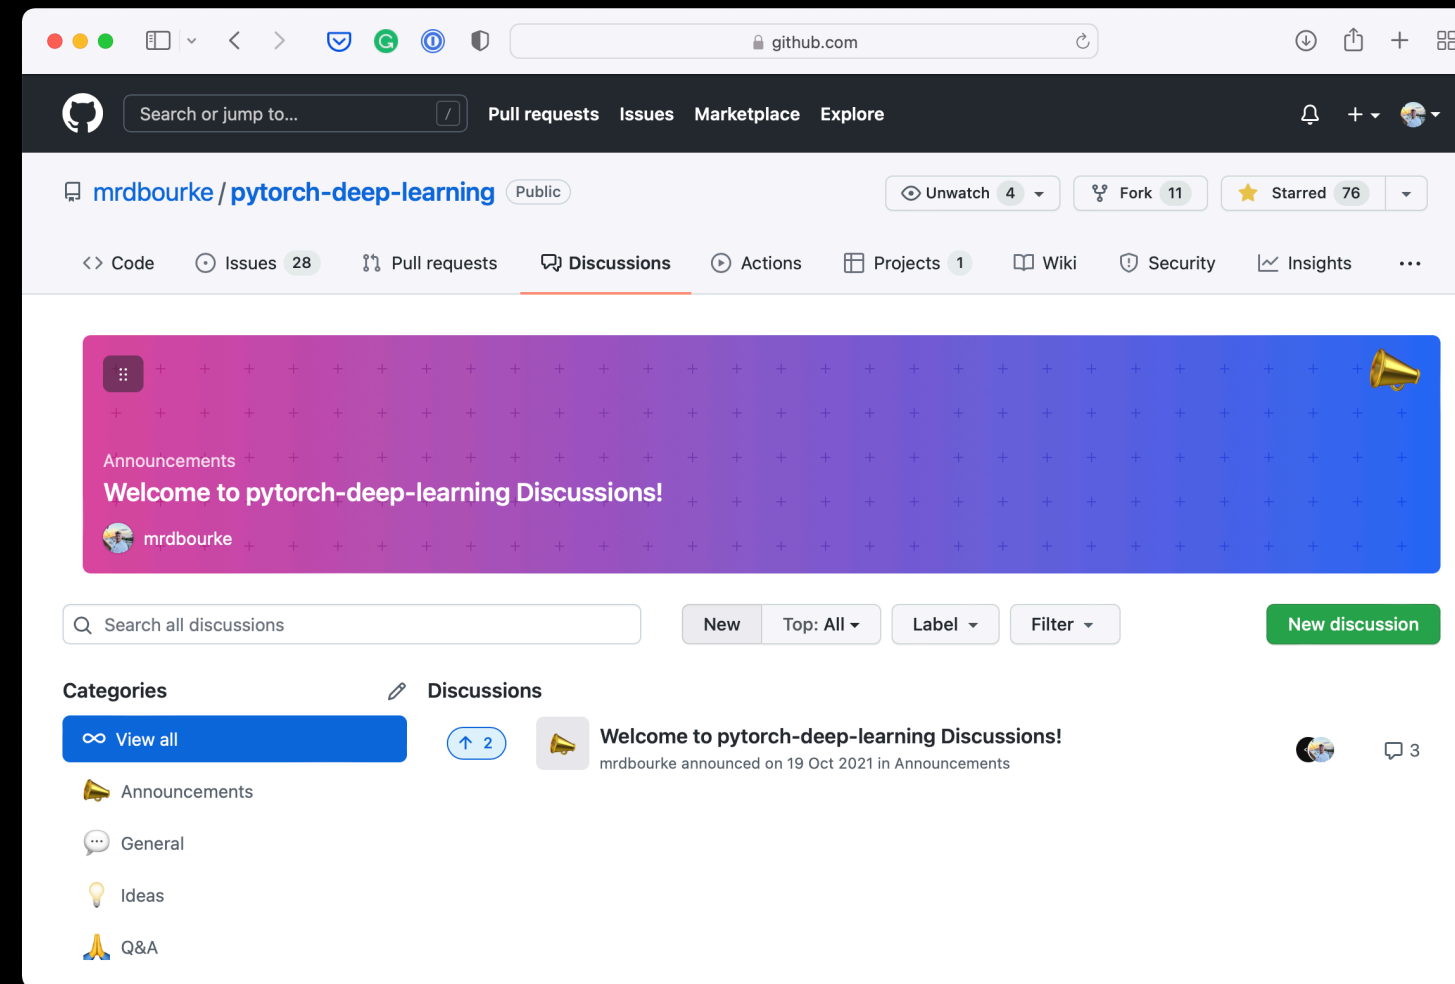 github.com
Search or jump to... /
Pull requests Issues Marketplace Explore
mrdbourke / pytorch-deep-learning Public
Unwatch 4 Fork 11 Starred 76
Code Issues 28 Pull requests Discussions Actions Projects 1 Wiki Security Insights
Announcements
Welcome to pytorch-deep-learning Discussions!
mrdbourke
Search all discussions New Top: All Label Filter New discussion
Categories
View all
Announcements
General
Ideas
Q&A
Discussions
2 Welcome to pytorch-deep-learning Discussions! 3
mrdbourke announced on 19 Oct 2021 in Announcements